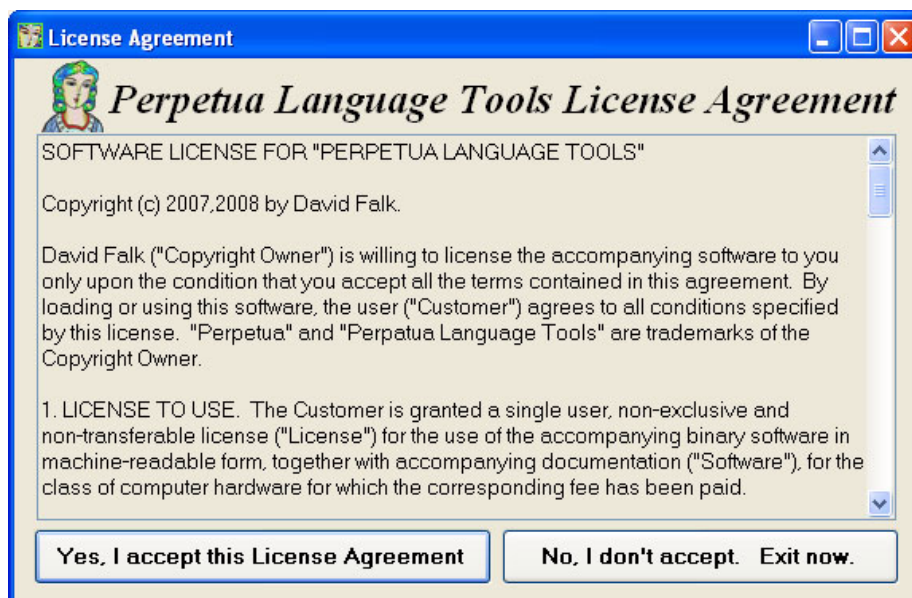 License Agreement
Perpetua Language Tools License Agreement
SOFTWARE LICENSE FOR "PERPETUA LANGUAGE TOOLS"
Copyright (c) 2007,2008 by David Falk.
David Falk ("Copyright Owner") is willing to license the accompanying software to you
only upon the condition that you accept all the terms contained in this agreement.  By
loading or using this software, the user ("Customer") agrees to all conditions specified
by this license.  "Perpetua" and "Perpatua Language Tools" are trademarks of the
Copyright Owner.
1. LICENSE TO USE.  The Customer is granted a single user, non-exclusive and
non-transferable license ("License") for the use of the accompanying binary software in
machine-readable form, together with accompanying documentation ("Software"), for the
class of computer hardware for which the corresponding fee has been paid.
Yes, I accept this License Agreement
No, I don't accept.   Exit now.